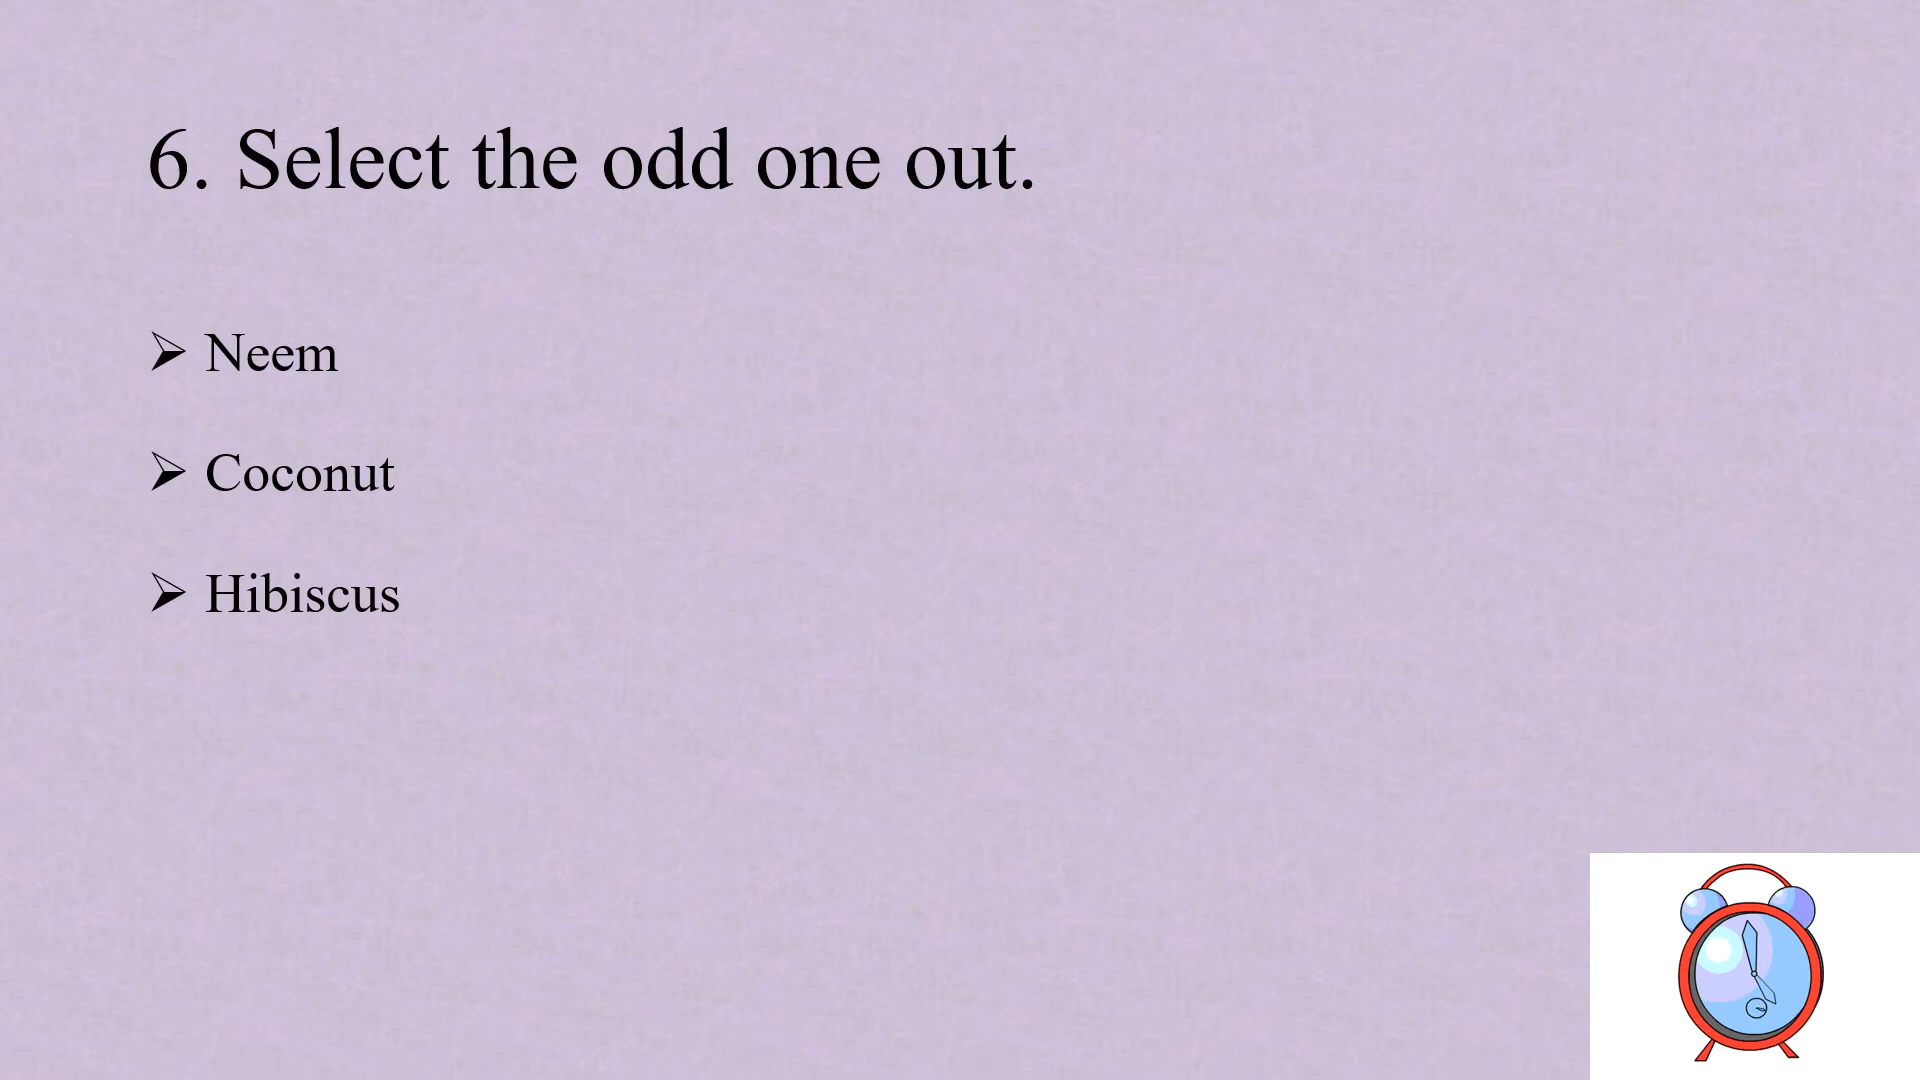 6. Select the odd one out.
➢ Neem
➢ Coconut
➢ Hibiscus